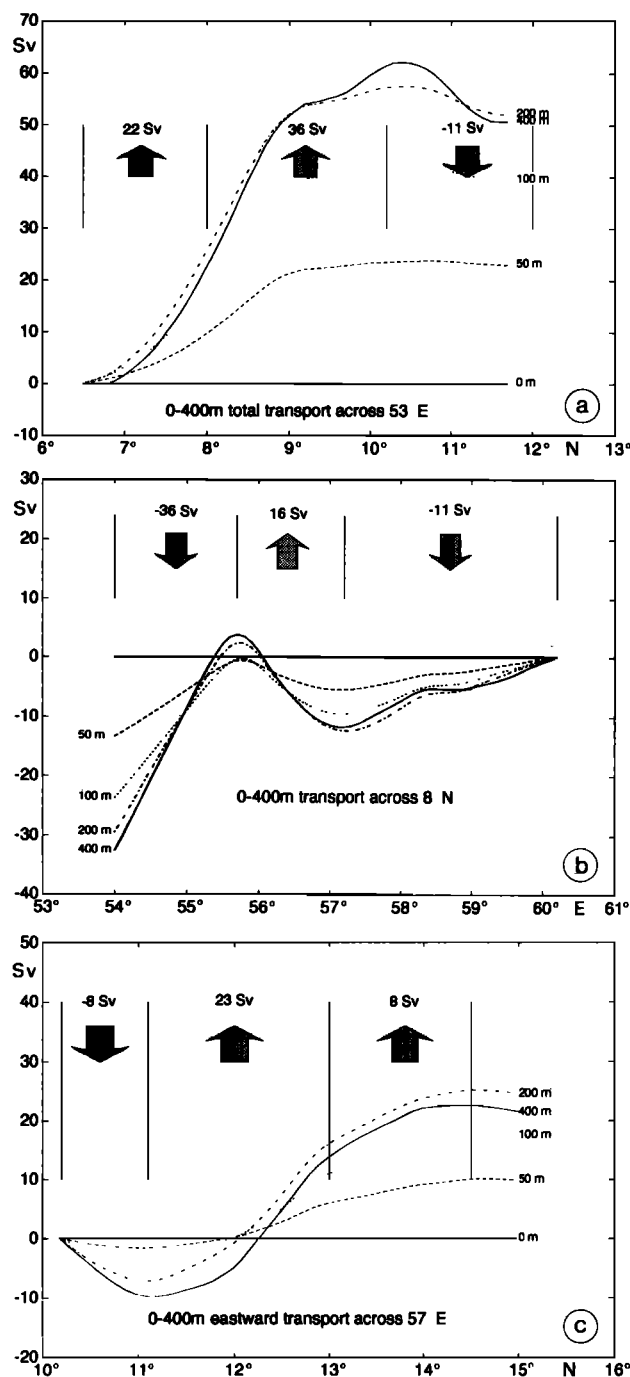 70
Sv
60
50
40
30
20
10
0
-10
22 Sv
36 Sv
-11 Sv
200 m
400 m
100 m
50 m
0 m
0-400m total transport across 53 E
a
6° 7° 8° 9° 10° 11° 12° N 13°
30
Sv
20
10
0
-10
-20
-30
-40
-36 Sv
16 Sv
-11 Sv
50 m
100 m
200 m
400 m
0-400m transport across 8 N
b
53° 54° 55° 56° 57° 58° 59° 60° E 61°
50
Sv
40
30
20
10
0
-10
-20
-8 Sv
23 Sv
8 Sv
200 m
400 m
100 m
50 m
0 m
0-400m eastward transport across 57 E
c
10° 11° 12° 13° 14° 15° N 16°